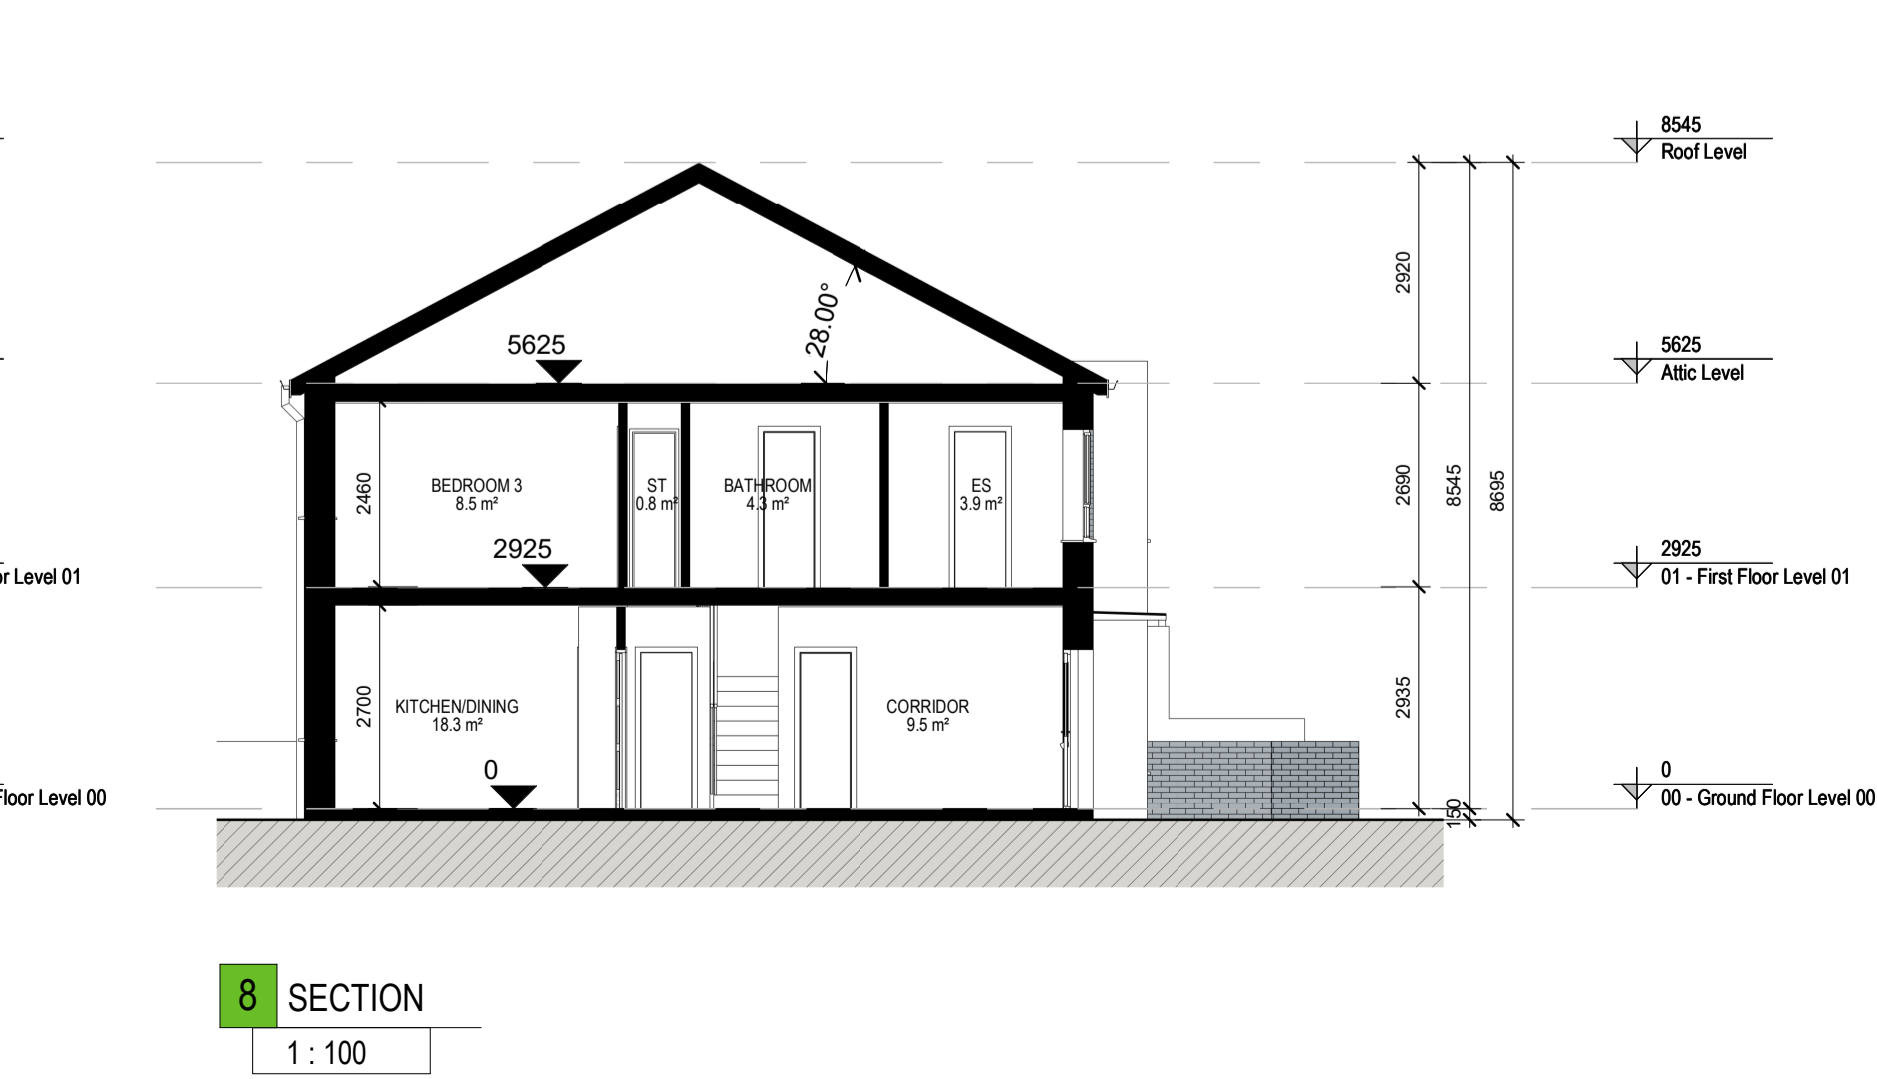 8545
Roof Level
2920
28.00°
5625
5625
Attic Level
2460
BEDROOM 3
8.5 m²
ST
0.8 m²
BATHROOM
4.3 m²
ES
3.9 m²
2690
8545
8695
2925
2925
or Level 01
01 - First Floor Level 01
2700
KITCHEN/DINING
18.3 m²
CORRIDOR
9.5 m²
2935
0
0
Floor Level 00
00 - Ground Floor Level 00
150
8 SECTION
1 : 100